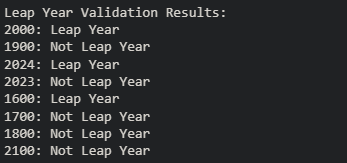 Leap Year Validation Results:
2000: Leap Year
1900: Not Leap Year
2024: Leap Year
2023: Not Leap Year
1600: Leap Year
1700: Not Leap Year
1800: Not Leap Year
2100: Not Leap Year